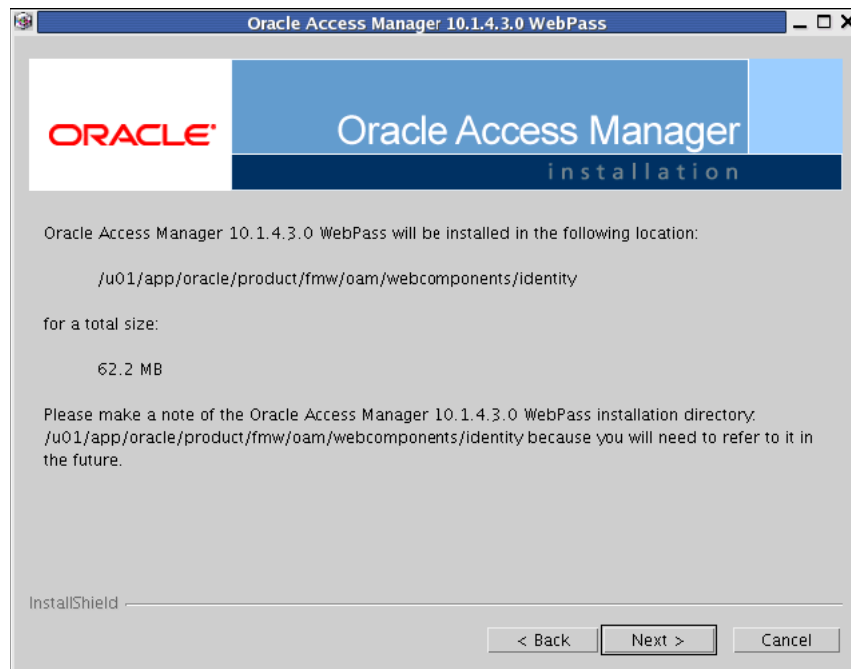 Oracle Access Manager 10.1.4.3.0 WebPass
ORACLE
Oracle Access Manager
installation
Oracle Access Manager 10.1.4.3.0 WebPass will be installed in the following location:
/u01/app/oracle/product/fmw/oam/webcomponents/identity
for a total size:
62.2 MB
Please make a note of the Oracle Access Manager 10.1.4.3.0 WebPass installation directory:
/u01/app/oracle/product/fmw/oam/webcomponents/identity because you will need to refer to it in
the future.
InstallShield
< Back Next > Cancel